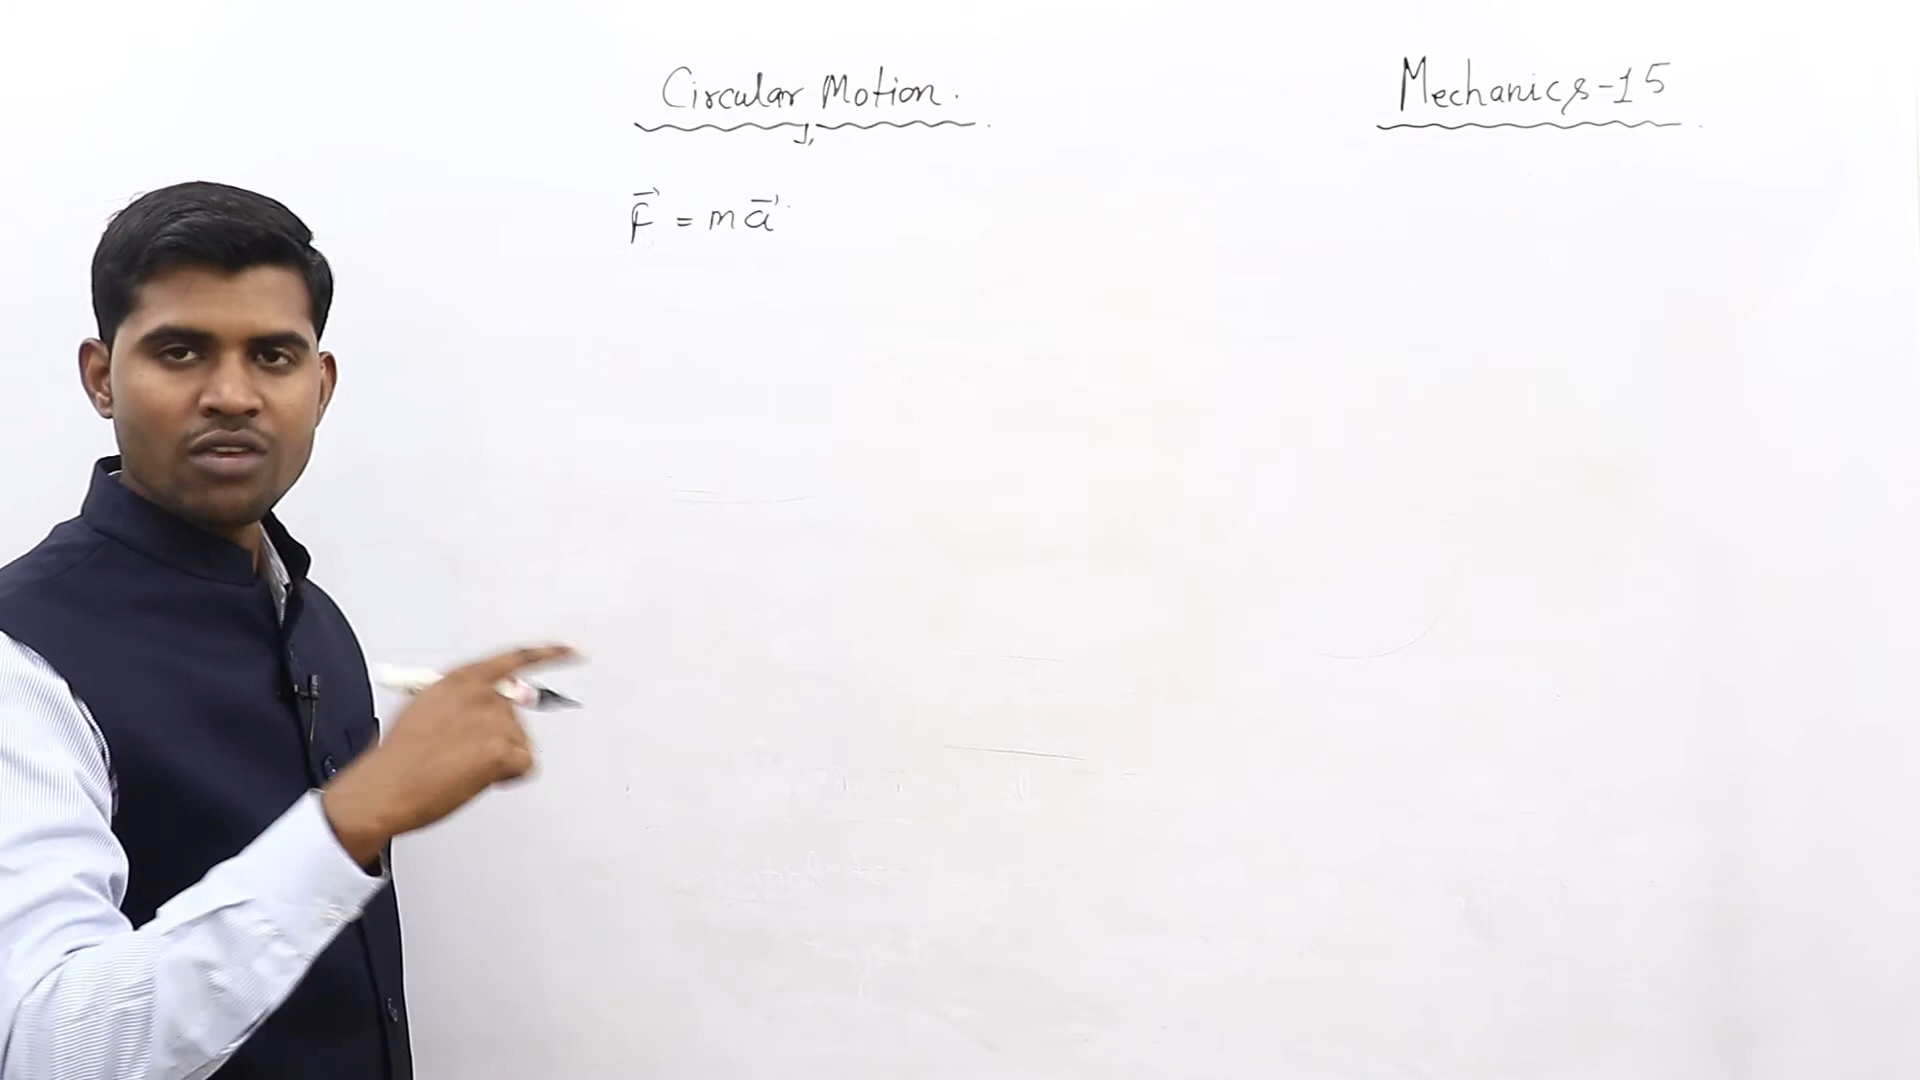 Circular Motion.
Mechanics-15
F⃗ = ma⃗